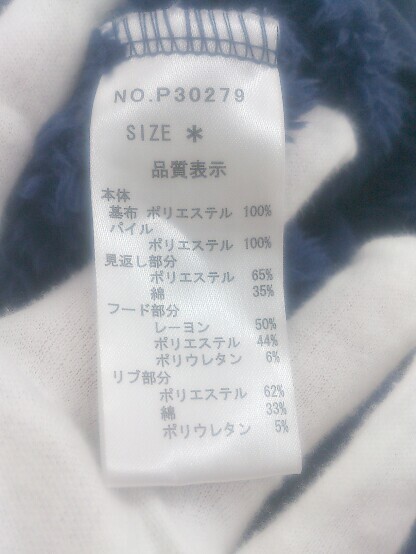 NO.P30279
SIZE *
品質表示
本体
基布 ポリエステル 100%
パイル
ポリエステル 100%
見返し部分
ポリエステル 65%
綿 35%
フード部分
レーヨン 50%
ポリエステル 44%
ポリウレタン 6%
リブ部分
ポリエステル 62%
綿 33%
ポリウレタン 5%